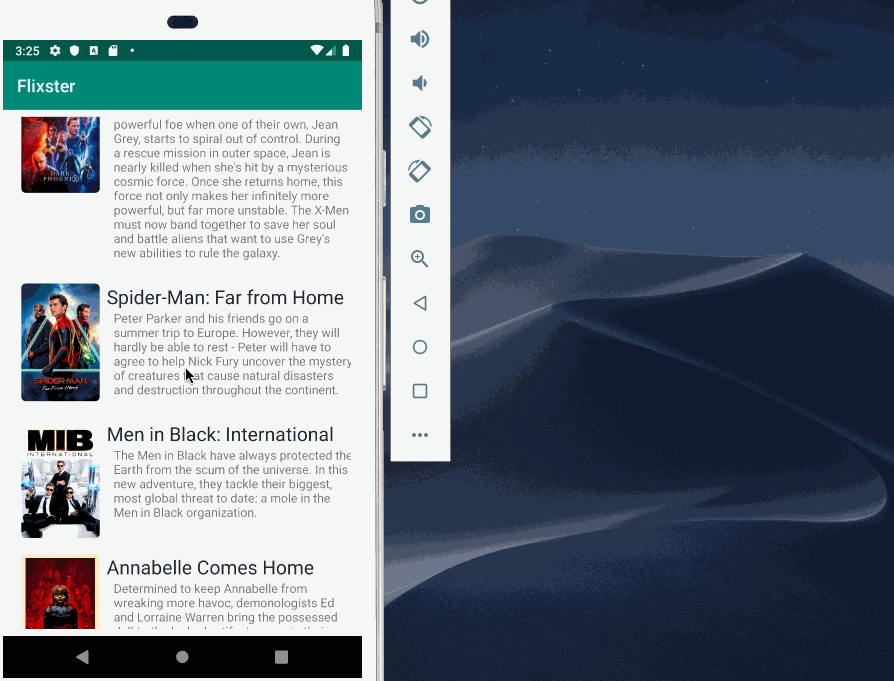 3:25
Flixster
powerful foe when one of their own, Jean
Grey, starts to spiral out of control. During
a rescue mission in outer space, Jean is
nearly killed when she's hit by a mysterious
cosmic force. Once she returns home, this
force not only makes her infinitely more
powerful, but far more unstable. The X-Men
must now band together to save her soul
and battle aliens that want to use Grey's
new abilities to rule the galaxy.
DARK
PHOENIX
Spider-Man: Far from Home
Peter Parker and his friends go on a
summer trip to Europe. However, they will
hardly be able to rest - Peter will have to
agree to help Nick Fury uncover the mystery
of creatures that cause natural disasters
and destruction throughout the continent.
SPIDER-MAN
Far From Home
Men in Black: International
The Men in Black have always protected the
Earth from the scum of the universe. In this
new adventure, they tackle their biggest,
most global threat to date: a mole in the
Men in Black organization.
MIB
INTERNATIONAL
Annabelle Comes Home
Determined to keep Annabelle from
wreaking more havoc, demonologists Ed
and Lorraine Warren bring the possessed